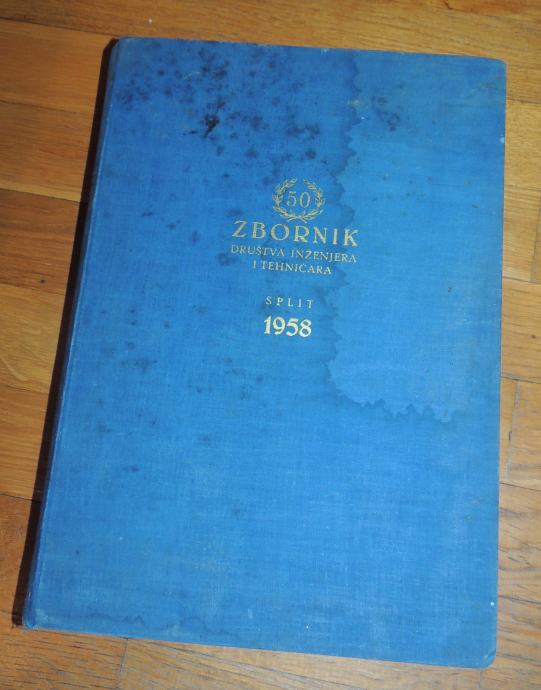 50
ZBORNIK
DRUŠTVA INŽENJERA
I TEHNIČARA
SPLIT
1958